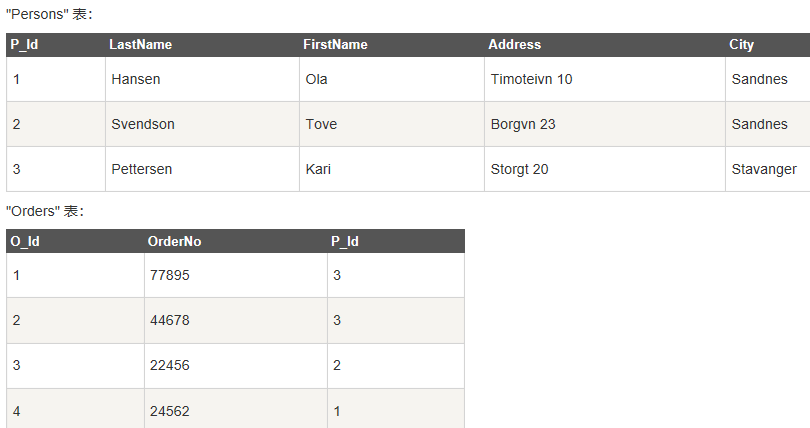 "Persons" 表：
P_Id LastName FirstName Address City
1 Hansen Ola Timoteivn 10 Sandnes
2 Svendson Tove Borgvn 23 Sandnes
3 Pettersen Kari Storgt 20 Stavanger
"Orders" 表：
O_Id OrderNo P_Id
1 77895 3
2 44678 3
3 22456 2
4 24562 1